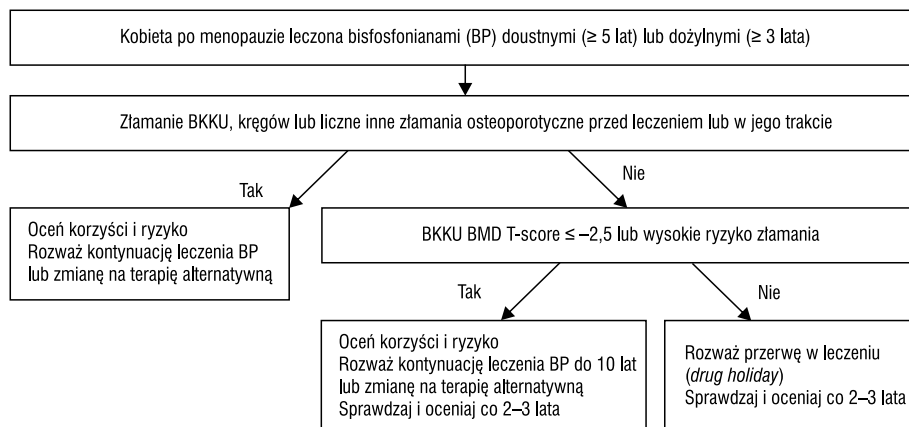 Kobieta po menopauzie leczona bisfosfonianami (BP) doustnymi (≥ 5 lat) lub dożylnymi (≥ 3 lata)
Złamanie BKKU, kręgów lub liczne inne złamania osteoporotyczne przed leczeniem lub w jego trakcie
Tak
Nie
Oceń korzyści i ryzyko
Rozważ kontynuację leczenia BP
lub zmianę na terapię alternatywną
BKKU BMD T-score ≤ –2,5 lub wysokie ryzyko złamania
Tak
Nie
Oceń korzyści i ryzyko
Rozważ kontynuację leczenia BP do 10 lat
lub zmianę na terapię alternatywną
Sprawdzaj i oceniaj co 2–3 lata
Rozważ przerwę w leczeniu
(drug holiday)
Sprawdzaj i oceniaj co 2–3 lata